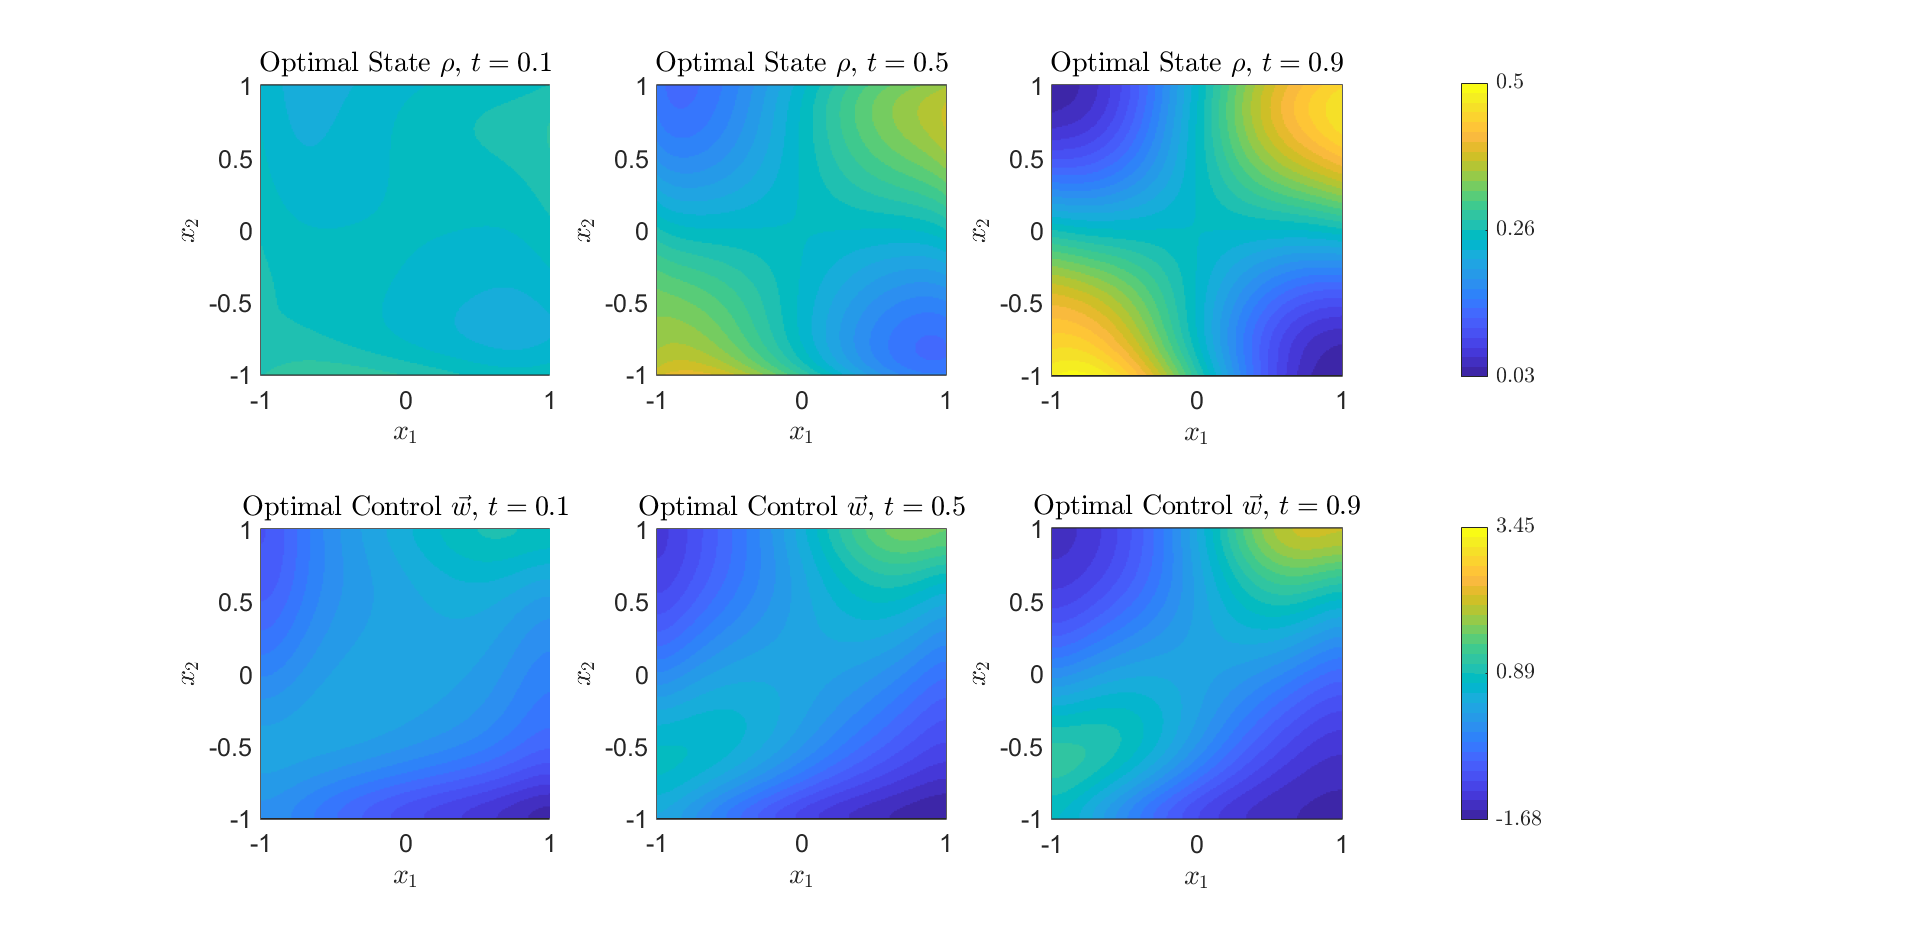 Optimal State ρ, t = 0.1
Optimal State ρ, t = 0.5
Optimal State ρ, t = 0.9
1
0.5
0
-0.5
-1
x₂
-1 0 1
x₁
1
0.5
0
-0.5
-1
x₂
-1 0 1
x₁
1
0.5
0
-0.5
-1
x₂
-1 0 1
x₁
0.5
0.26
0.03
Optimal Control w⃗, t = 0.1
Optimal Control w⃗, t = 0.5
Optimal Control w⃗, t = 0.9
1
0.5
0
-0.5
-1
x₂
-1 0 1
x₁
1
0.5
0
-0.5
-1
x₂
-1 0 1
x₁
1
0.5
0
-0.5
-1
x₂
-1 0 1
x₁
3.45
0.89
-1.68